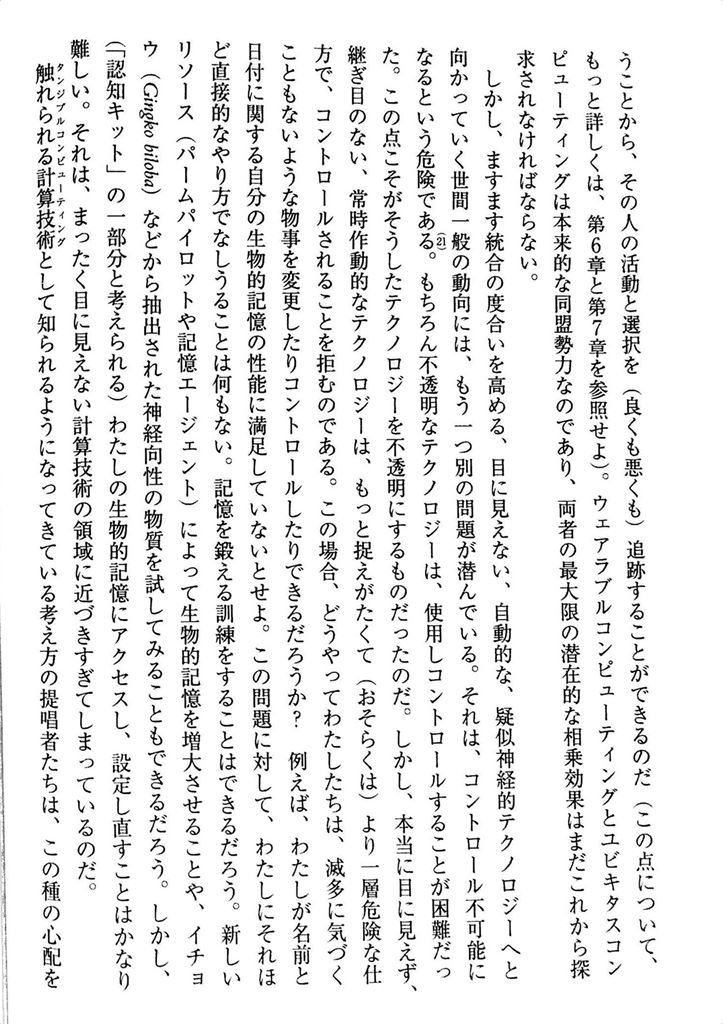 うことから、その人の活動と選択を（良くも悪くも）追跡することができるのだ（この点について、
もっと詳しくは、第6章と第7章を参照せよ）。ウェアラブルコンピューティングとユビキタスコン
ピューティングは本来的な同盟勢力なのであり、両者の最大限の潜在的な相乗効果はまだこれから探
求されなければならない。
しかし、ますます統合の度合いを高める、目に見えない、自動的な、疑似神経的テクノロジーへと
向かっていく世間一般の動向には、もう一つ別の問題が潜んでいる。それは、コントロール不可能に
なるという危険である。(21)もちろん不透明なテクノロジーは、使用しコントロールすることが困難だっ
た。この点こそがそうしたテクノロジーを不透明にするものだったのだ。しかし、本当に目に見えず、
継ぎ目のない、常時作動的なテクノロジーは、もっと捉えがたくて（おそらくは）より一層危険な仕
方で、コントロールされることを拒むのである。この場合、どうやってわたしたちは、滅多に気づく
こともないような物事を変更したりコントロールしたりできるだろうか？　例えば、わたしが名前と
日付に関する自分の生物的記憶の性能に満足していないとせよ。この問題に対して、わたしにそれほ
ど直接的なやり方でなしうることは何もない。記憶を鍛える訓練をすることはできるだろう。新しい
リソース（パームパイロットや記憶エージェント）によって生物的記憶を増大させることや、イチョ
ウ（Gingko biloba）などから抽出された神経向性の物質を試してみることもできるだろう。しかし、
（「認知キット」の一部分と考えられる）わたしの生物的記憶にアクセスし、設定し直すことはかなり
難しい。それは、まったく目に見えない計算技術の領域に近づきすぎてしまっているのだ。
タンジブルコンピューティング
触れられる計算技術として知られるようになってきている考え方の提唱者たちは、この種の心配を